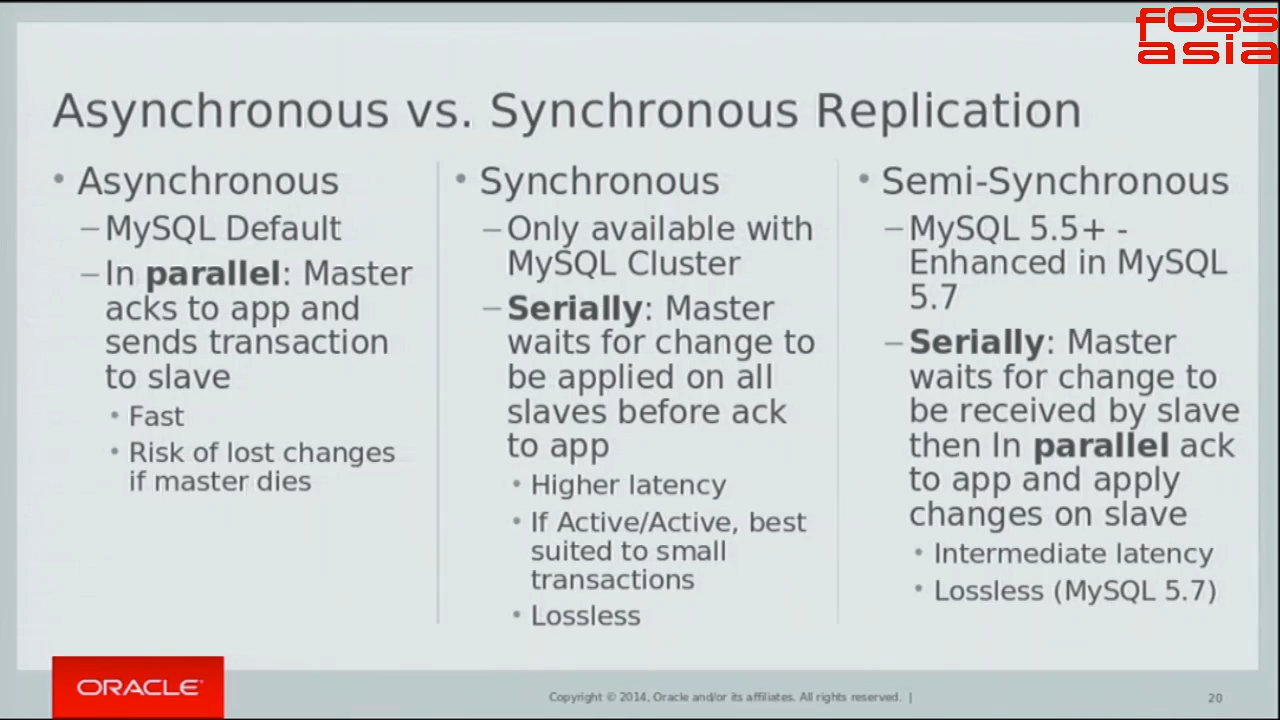 FOSS
asia
Asynchronous vs. Synchronous Replication
• Asynchronous
–MySQL Default
–In parallel: Master
acks to app and
sends transaction
to slave
• Fast
• Risk of lost changes
if master dies
• Synchronous
–Only available with
MySQL Cluster
–Serially: Master
waits for change to
be applied on all
slaves before ack
to app
• Higher latency
• If Active/Active, best
suited to small
transactions
• Lossless
• Semi-Synchronous
–MySQL 5.5+ -
Enhanced in MySQL
5.7
–Serially: Master
waits for change to
be received by slave
then In parallel ack
to app and apply
changes on slave
• Intermediate latency
• Lossless (MySQL 5.7)
ORACLE®
Copyright © 2014, Oracle and/or its affiliates. All rights reserved. |
20